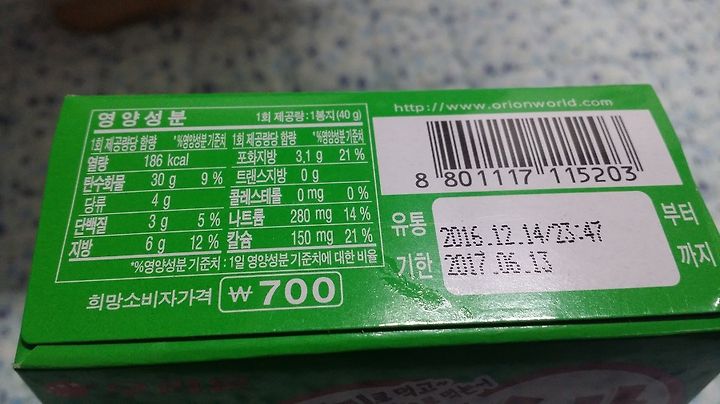 영양성분 1회 제공량:1봉지(40g)
1회 제공량당 함량 *%영양성분 기준치
열량 186 kcal
탄수화물 30 g 9 %
당류 4 g
단백질 3 g 5 %
지방 6 g 12 %
1회 제공량당 함량 *%영양성분 기준치
포화지방 3.1 g 21 %
트랜스지방 0 g
콜레스테롤 0 mg 0 %
나트륨 280 mg 14 %
칼슘 150 mg 21 %
*%영양성분 기준치 : 1일 영양성분 기준치에 대한 비율
희망소비자가격 ₩700
http://www.orionworld.com
8 801117 115203
유통 2016.12.14/23:47 부터
기한 2017.06.13 까지